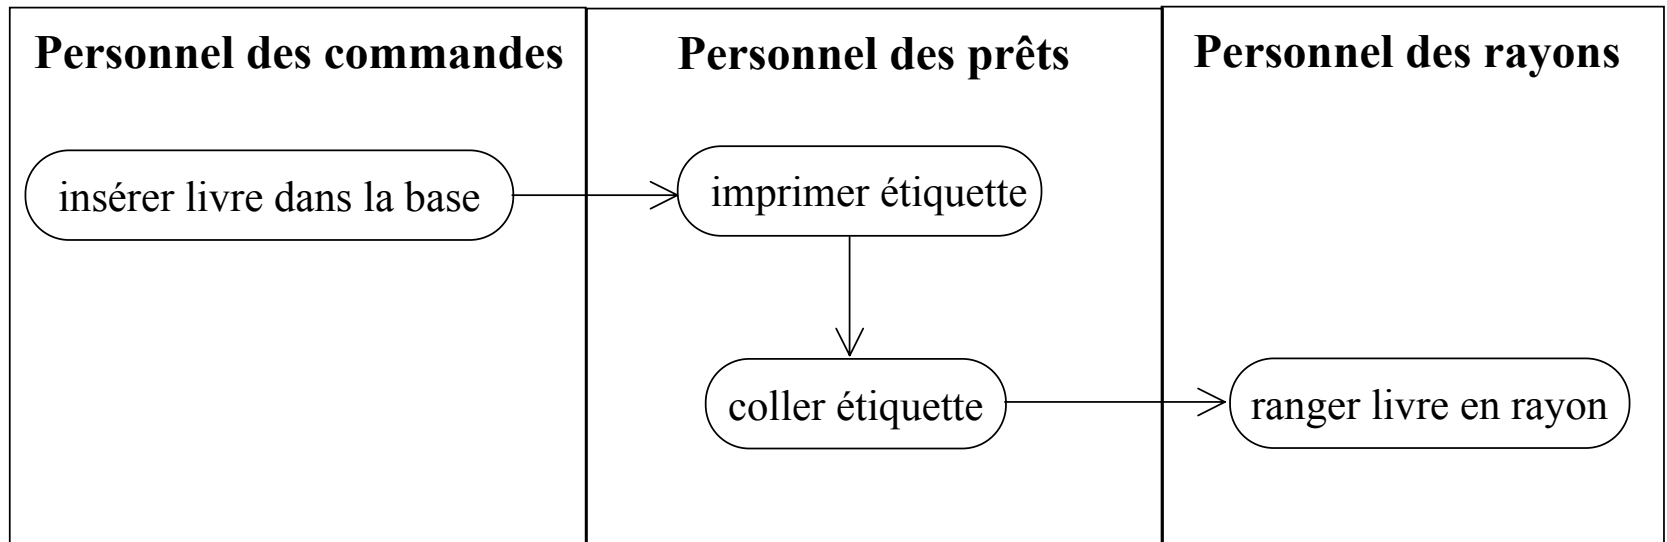 Personnel des commandes
Personnel des prêts
Personnel des rayons
insérer livre dans la base
imprimer étiquette
coller étiquette
ranger livre en rayon